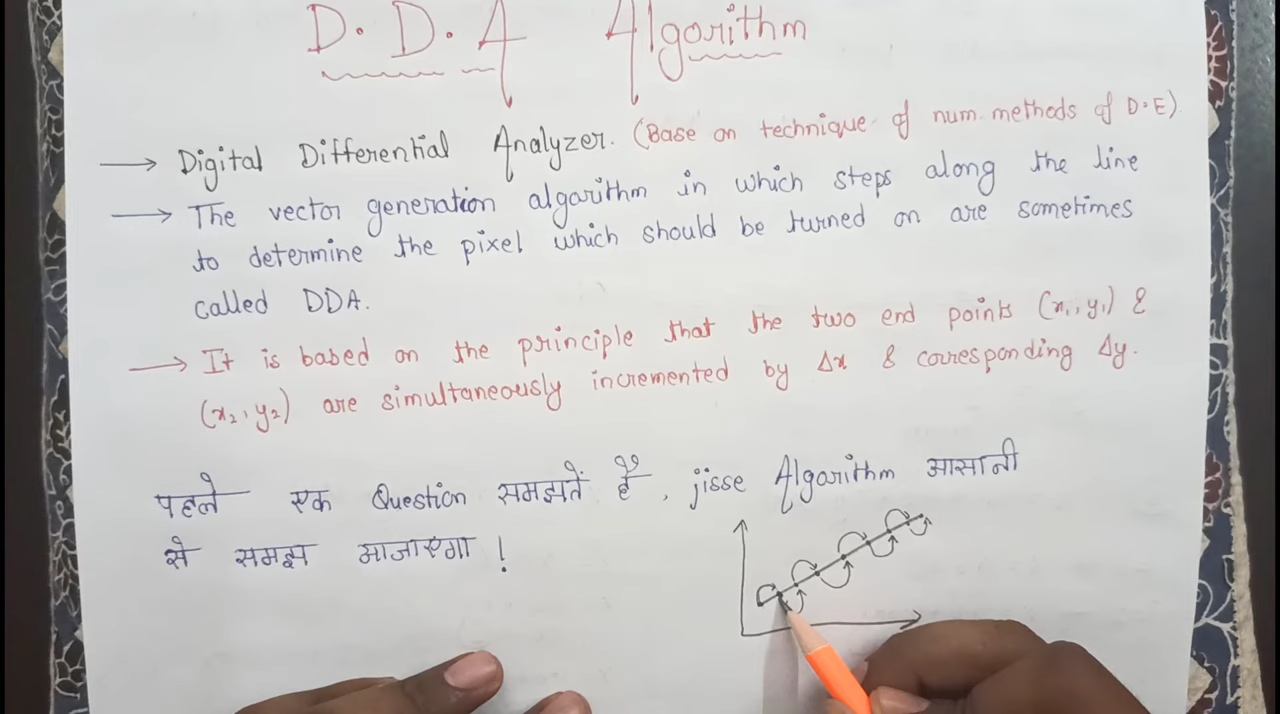 D. D. A Algorithm
→ Digital Differential Analyzer. (Base on technique of num. methods of D.E)
→ The vector generation algarithm in which steps along the line
to determine the pixel which should be turned on are sometimes
called DDA.
→ It is based on the principle that the two end points (x₁, y₁) &
(x₂, y₂) are simultaneously incremented by Δx & corresponding Δy.
पहले एक Question समझतें हैं, jisse Algarithm आसानी
से समझ आजाएगा !